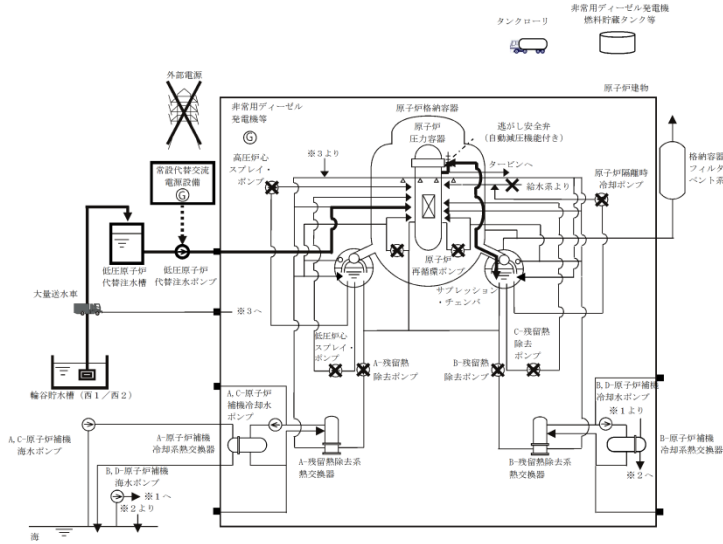 タンクローリ
非常用ディーゼル発電機
燃料貯蔵タンク等
外部電源
原子炉建物
非常用ディーゼル
発電機等
G
原子炉格納容器
原子炉
圧力容器
逃がし安全弁
(自動減圧機能付き)
※3より
タービンへ
給水系より
高圧炉心
スプレイ・
ポンプ
原子炉隔離時
冷却ポンプ
格納容器
フィルタ
ベント系
常設代替交流
電源設備
G
低圧原子炉
代替注水槽
低圧原子炉
代替注水ポンプ
原子炉
再循環ポンプ
サプレッション
・チェンバ
大量送水車
※3へ
低圧炉心
スプレイ・
ポンプ
A-残留熱
除去ポンプ
B-残留熱
除去ポンプ
C-残留熱
除去
ポンプ
輪谷貯水槽(西1/西2)
A,C-原子炉
補機冷却水
ポンプ
B,D-原子炉補機
冷却水ポンプ
※1より
A,C-原子炉補機
海水ポンプ
A-原子炉補機
冷却系熱交換器
A-残留熱除去系
熱交換器
B-残留熱除去系
熱交換器
B-原子炉補機
冷却系熱交換器
※2へ
B,D-原子炉補機
海水ポンプ
※1へ
※2より
海